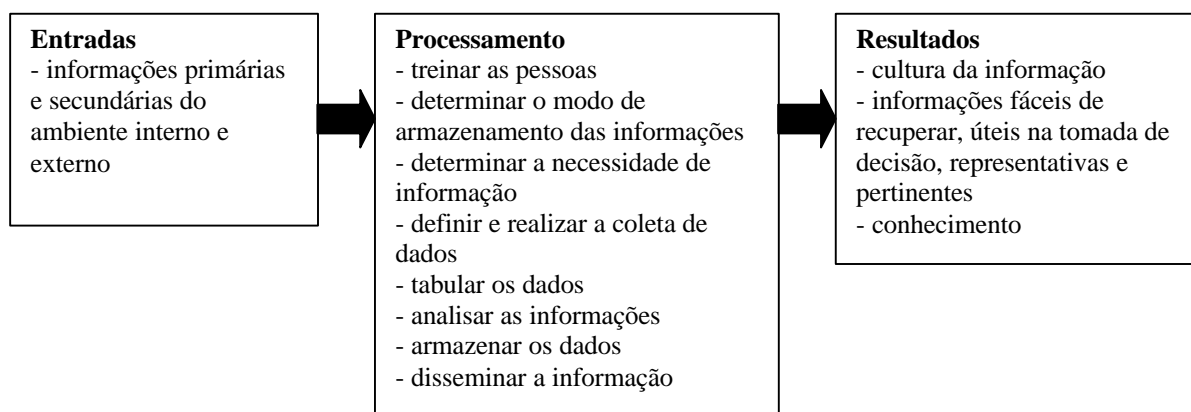 Entradas
- informações primárias
e secundárias do
ambiente interno e
externo
Processamento
- treinar as pessoas
- determinar o modo de
armazenamento das informações
- determinar a necessidade de
informação
- definir e realizar a coleta de
dados
- tabular os dados
- analisar as informações
- armazenar os dados
- disseminar a informação
Resultados
- cultura da informação
- informações fáceis de
recuperar, úteis na tomada de
decisão, representativas e
pertinentes
- conhecimento